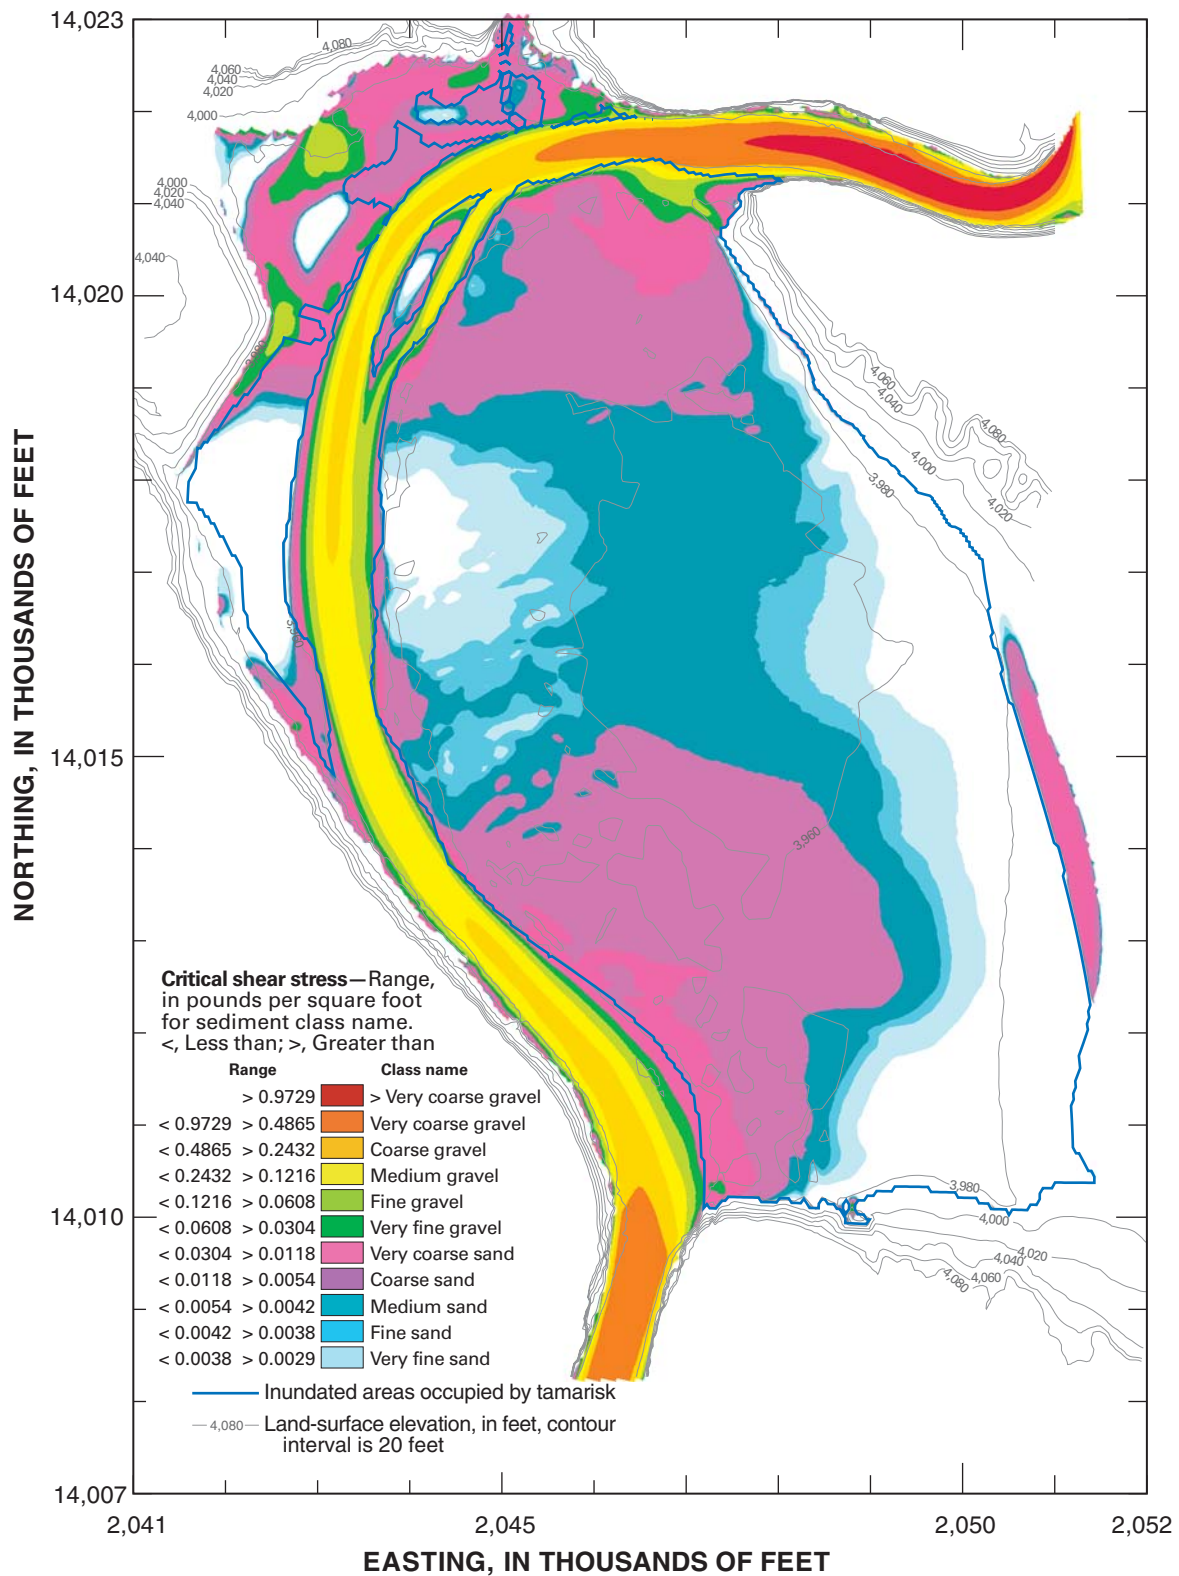 14,023
4,080
4,060
4,040
4,020
4,000
4,000
4,020
4,040
4,040
14,020
3,980
4,060
4,040
4,080
4,000
3,980
4,020
NORTHING, IN THOUSANDS OF FEET
3,960
14,015
3,960
Critical shear stress—Range,
in pounds per square foot
for sediment class name.
<, Less than; >, Greater than
Range Class name
> 0.9729 > Very coarse gravel
< 0.9729 > 0.4865 Very coarse gravel
< 0.4865 > 0.2432 Coarse gravel
< 0.2432 > 0.1216 Medium gravel
< 0.1216 > 0.0608 Fine gravel
< 0.0608 > 0.0304 Very fine gravel
< 0.0304 > 0.0118 Very coarse sand
< 0.0118 > 0.0054 Coarse sand
< 0.0054 > 0.0042 Medium sand
< 0.0042 > 0.0038 Fine sand
< 0.0038 > 0.0029 Very fine sand
Inundated areas occupied by tamarisk
4,080 Land-surface elevation, in feet, contour
interval is 20 feet
14,010
3,980
4,000
4,020
4,040
4,060
4,080
14,007
2,041 2,045 2,050 2,052
EASTING, IN THOUSANDS OF FEET